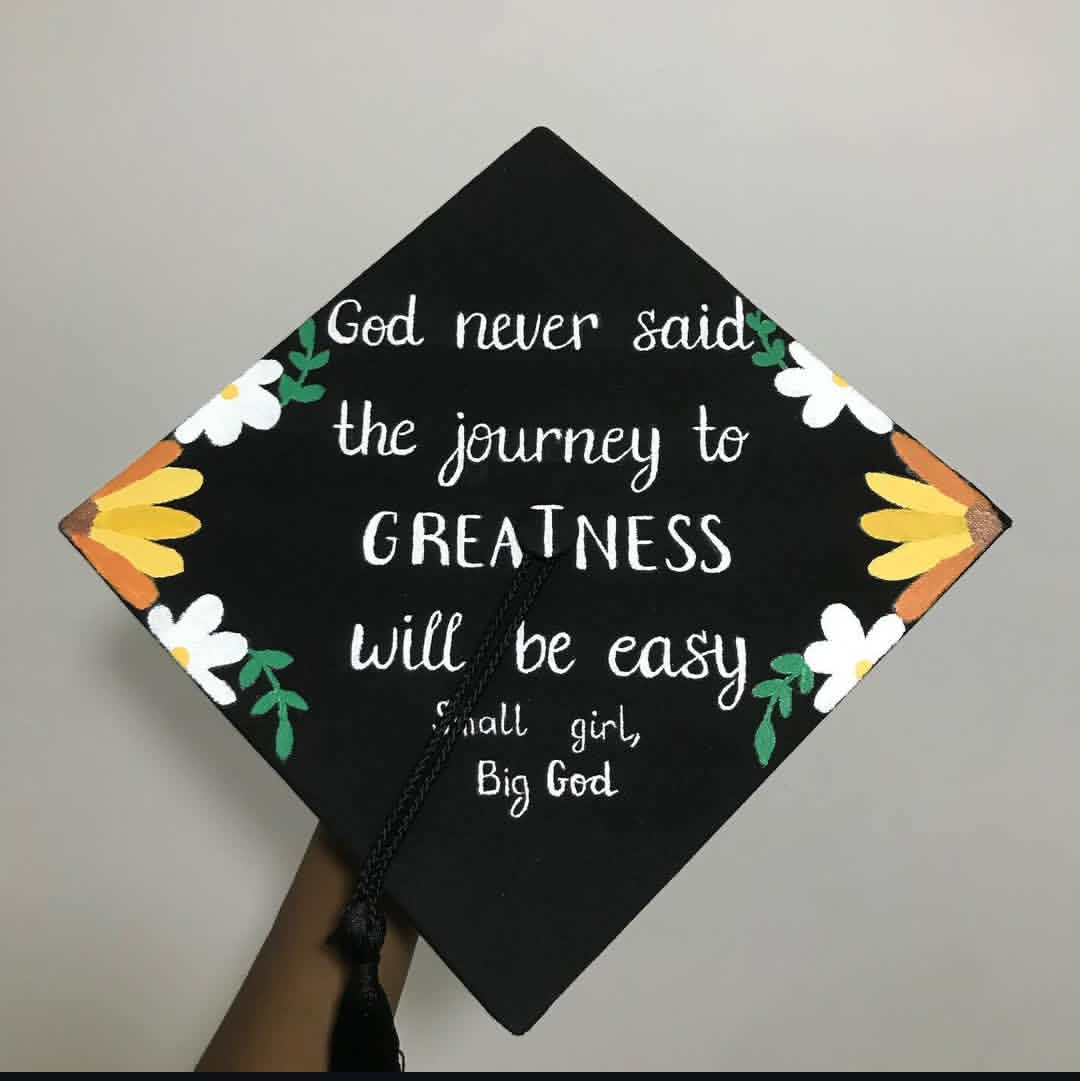 God never said
the journey to
GREATNESS
will be easy
Small girl,
Big God